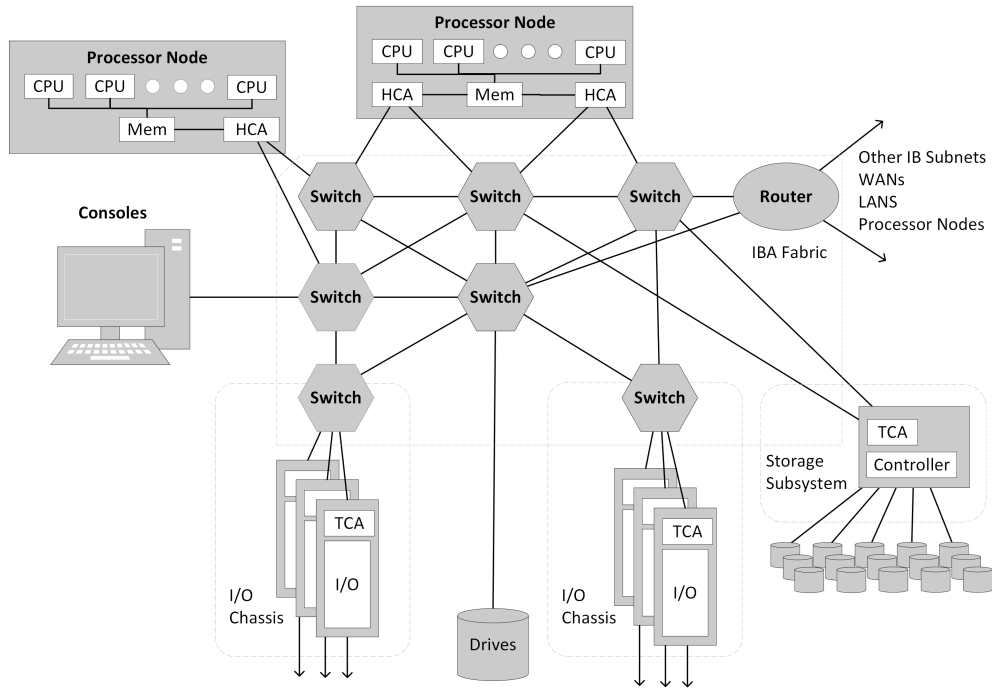 Processor Node
CPU CPU CPU
HCA Mem HCA
Processor Node
CPU CPU CPU
Mem HCA
Consoles
Switch Switch Switch Router
Other IB Subnets
WANs
LANS
Processor Nodes
IBA Fabric
Switch Switch
Switch Switch
TCA
Controller
Storage
Subsystem
TCA
I/O
I/O
Chassis
TCA
I/O
I/O
Chassis
Drives